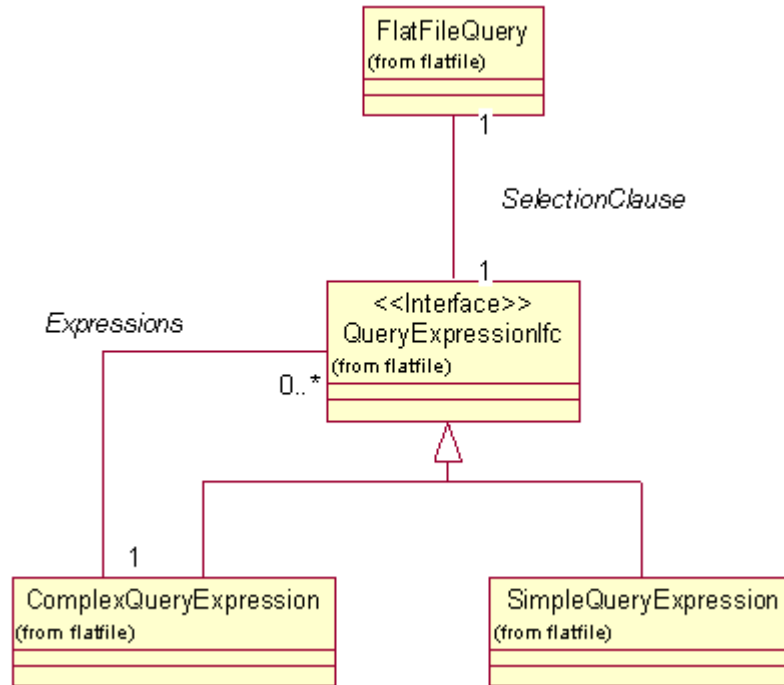 FlatFileQuery
(from flatfile)
1
SelectionClause
1
<<Interface>>
QueryExpressionIfc
(from flatfile)
Expressions
0..*
1
ComplexQueryExpression
(from flatfile)
SimpleQueryExpression
(from flatfile)